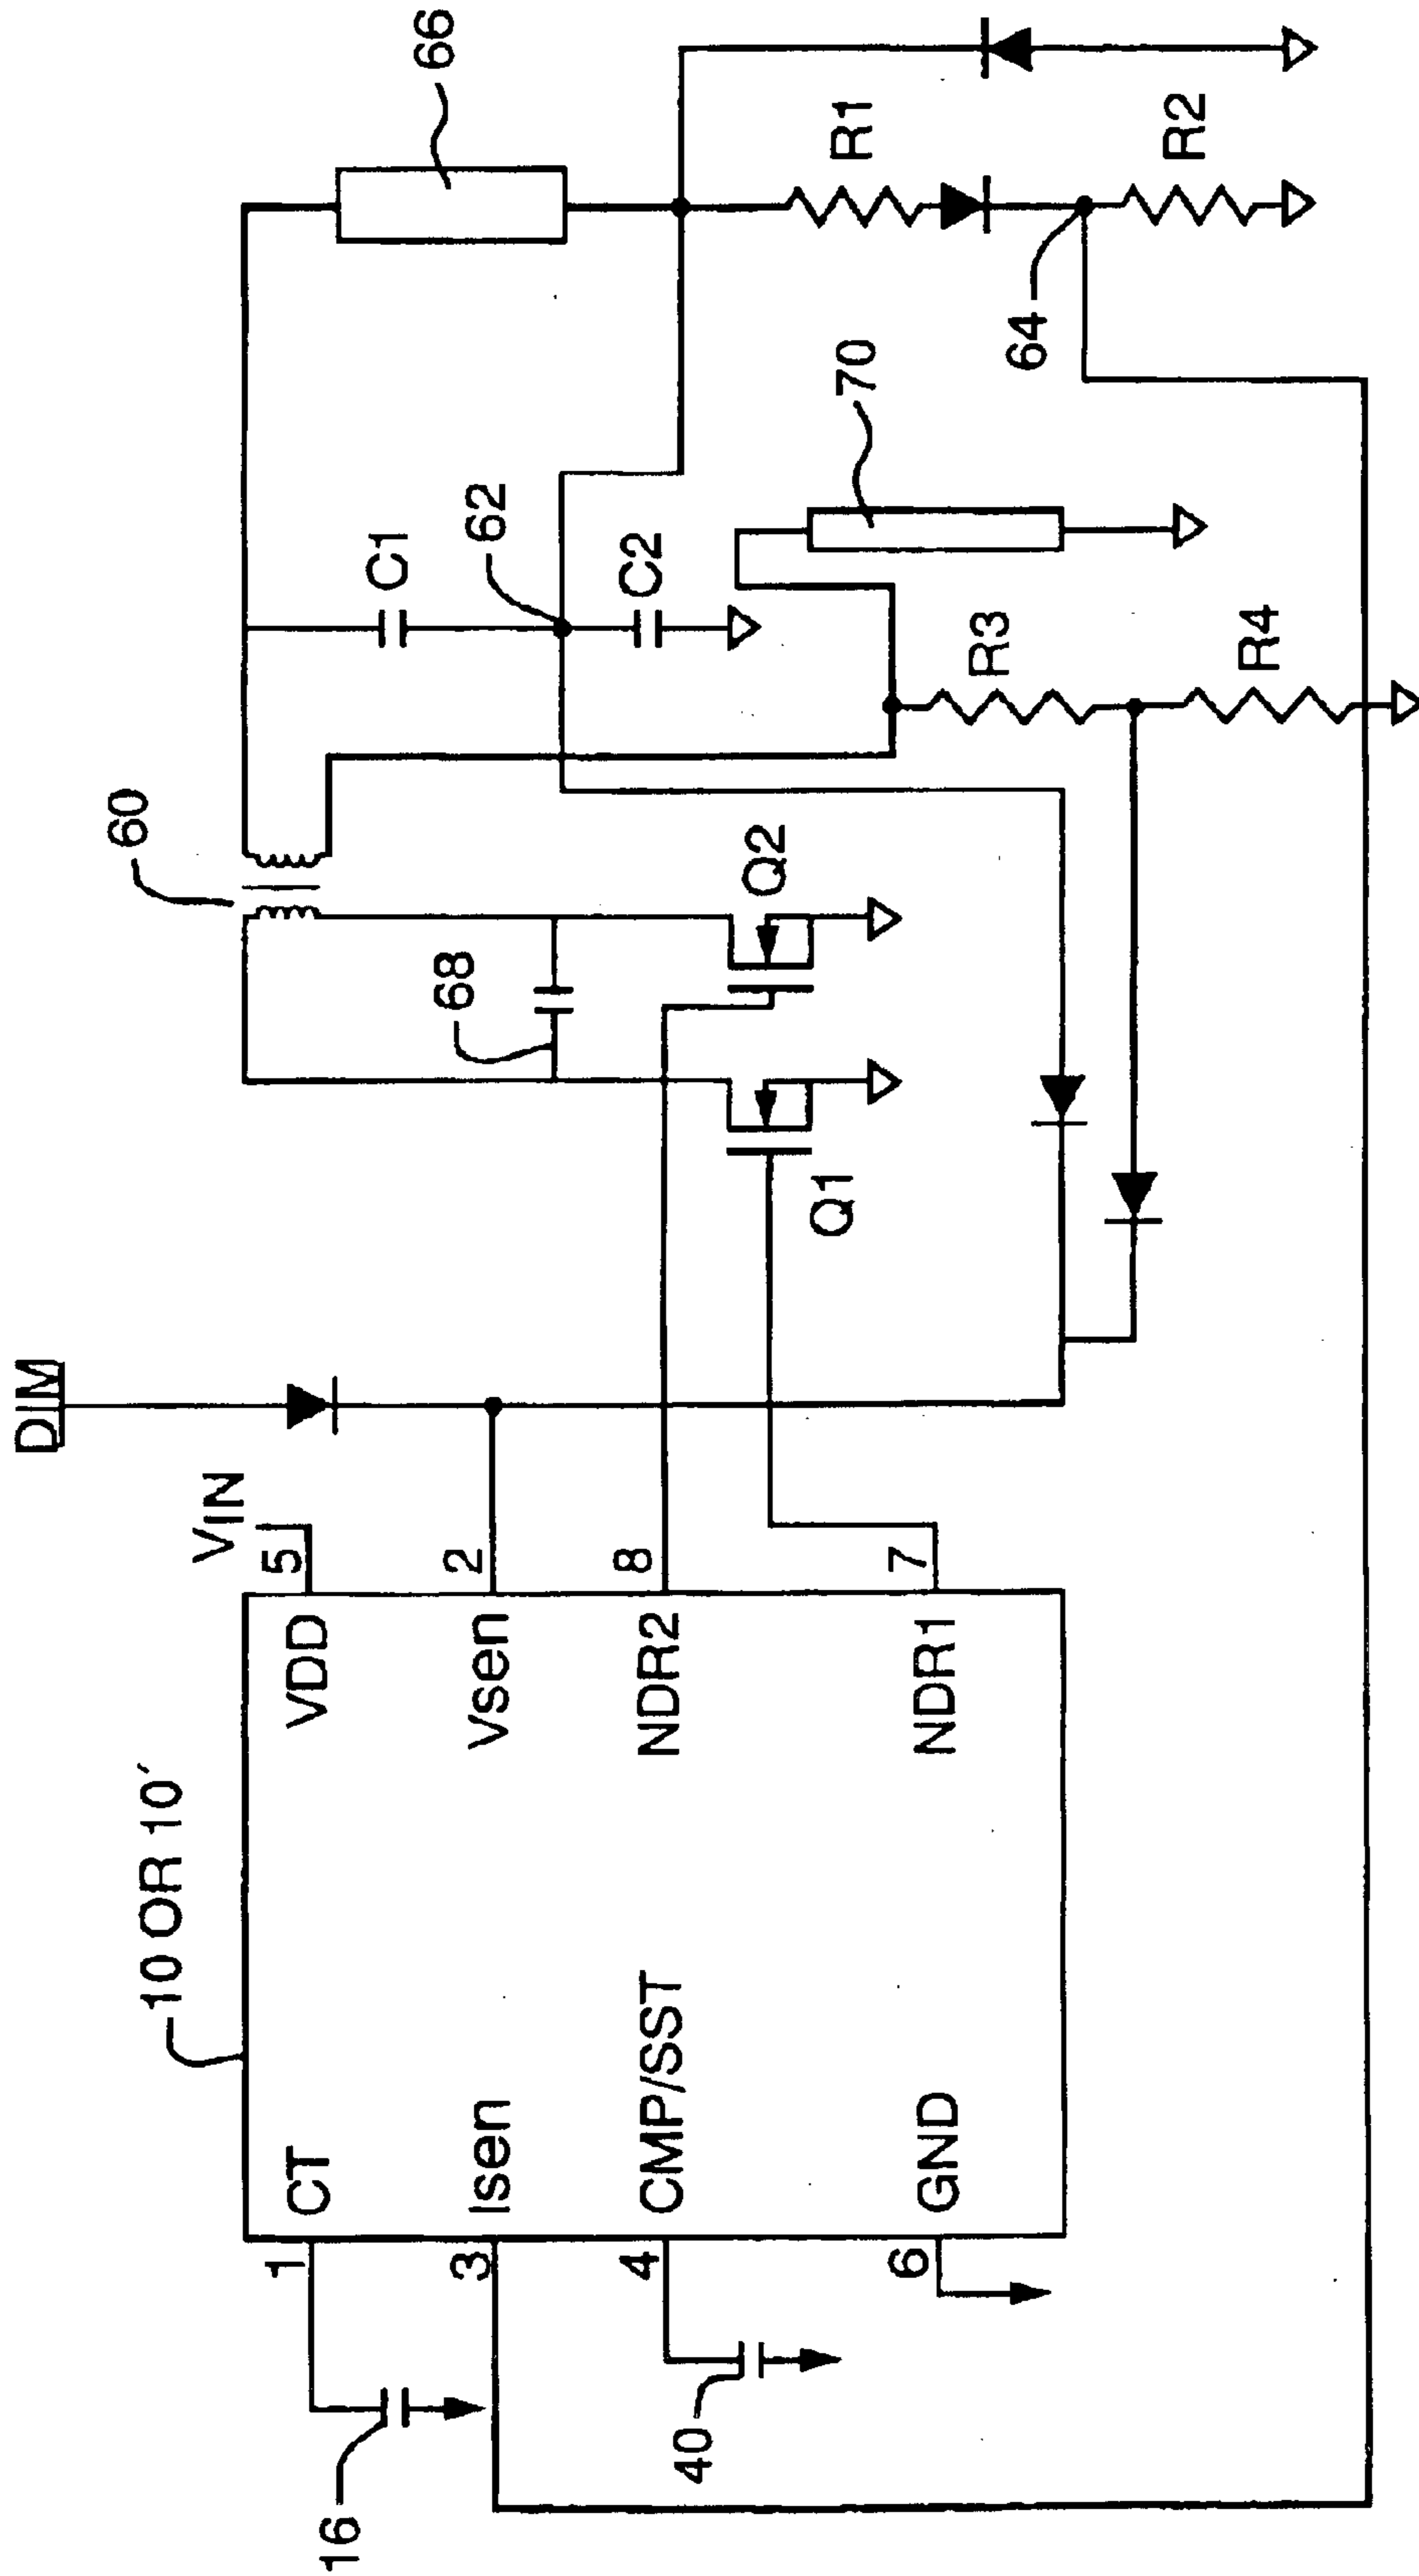 10 OR 10´
CT
VDD
Isen
Vsen
CMP/SST
NDR2
GND
NDR1
1
3
4
6
5
2
8
7
VIN
DIM
16
40
60
Q1
Q2
68
C1
62
C2
R3
R4
70
64
66
R1
R2